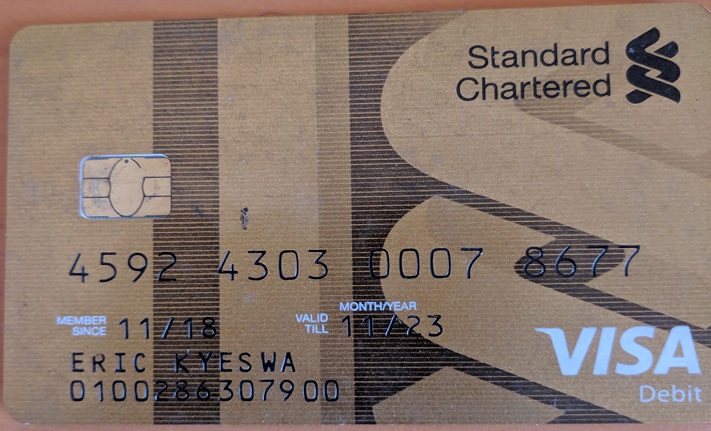 Standard
Chartered
4592 4303 0007 8677
MONTH/YEAR
MEMBER SINCE 11/18 VALID TILL 11/23
ERIC KYESWA
0100286307900
VISA
Debit